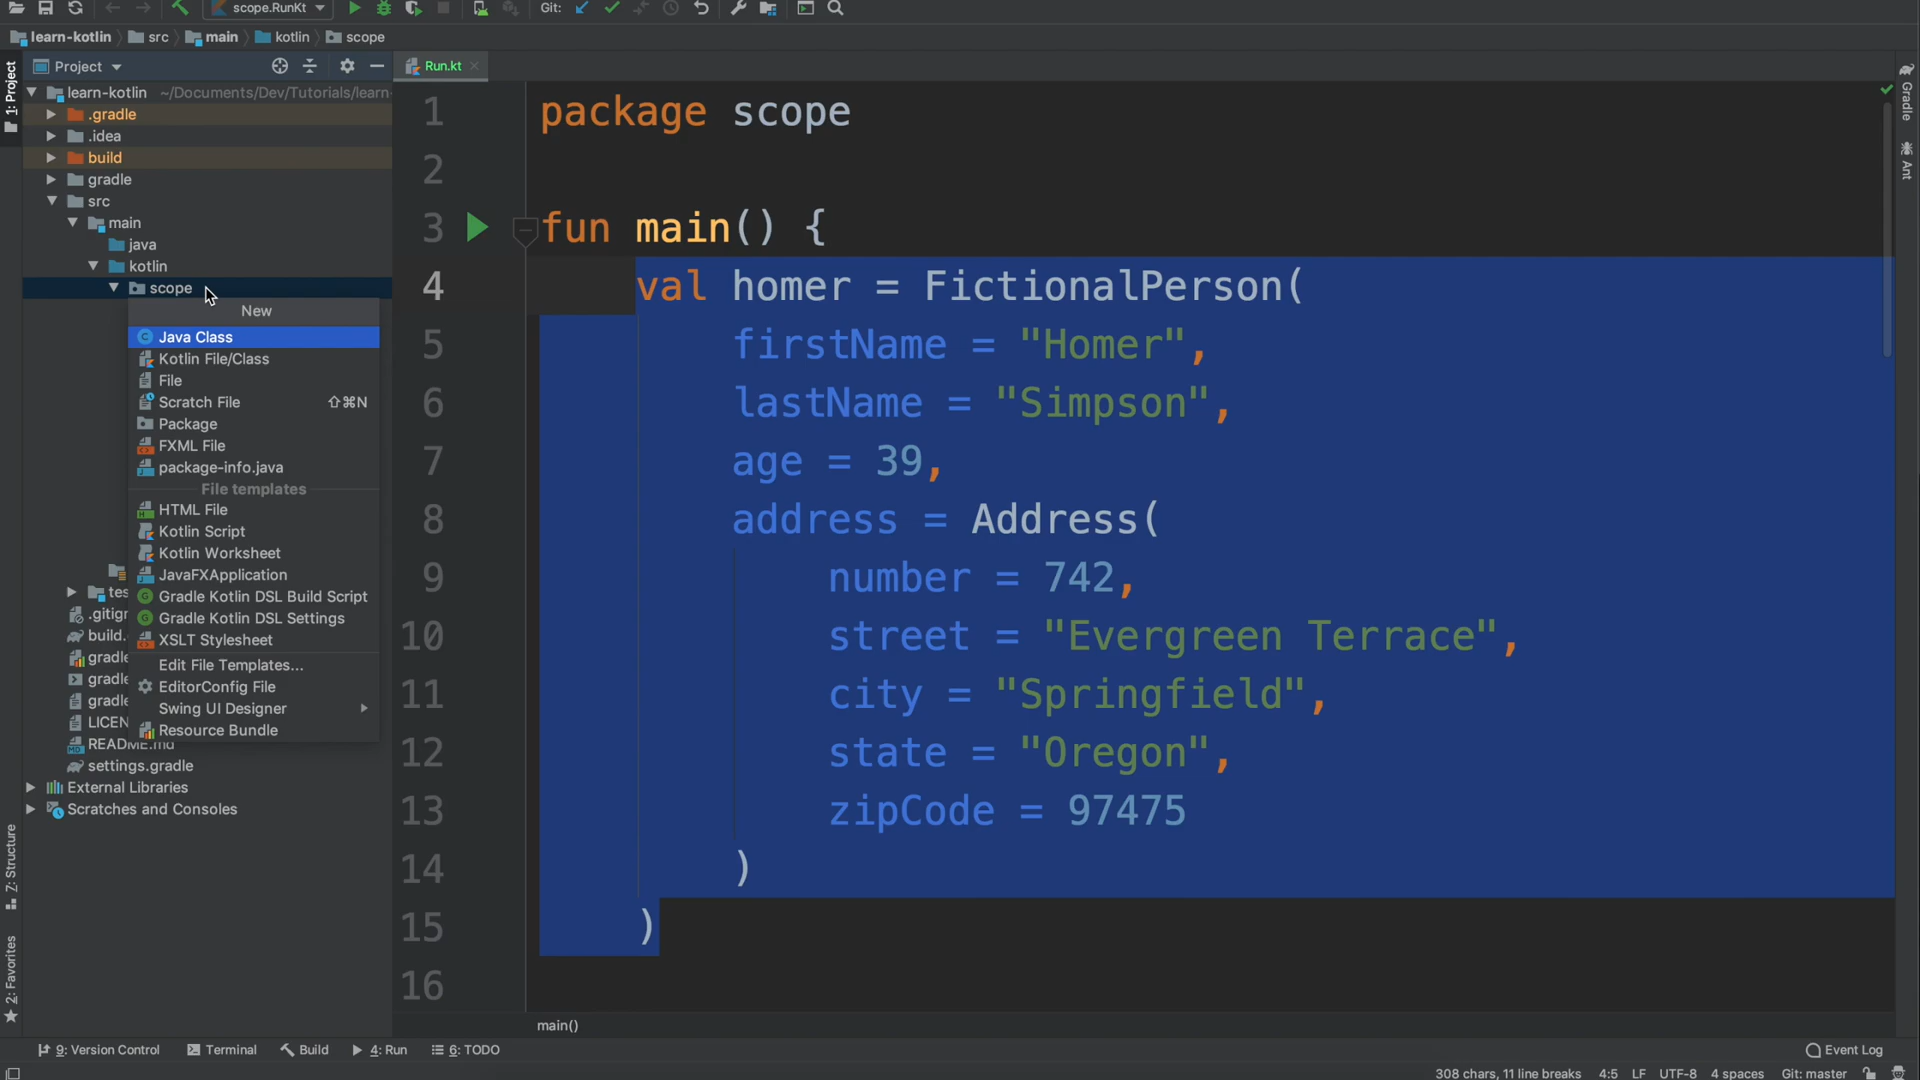 scope.RunKt
Git:
learn-kotlin
src
main
kotlin
scope
1: Project
Project
Run.kt
Gradle
Ant
learn-kotlin ~/Documents/Dev/Tutorials/learn-
.gradle
.idea
build
gradle
src
main
java
kotlin
scope
New
Java Class
Kotlin File/Class
File
Scratch File ⇧⌘N
Package
FXML File
package-info.java
File templates
HTML File
Kotlin Script
Kotlin Worksheet
JavaFXApplication
Gradle Kotlin DSL Build Script
Gradle Kotlin DSL Settings
XSLT Stylesheet
Edit File Templates...
EditorConfig File
Swing UI Designer
Resource Bundle
tes
.gitigr
build.
gradle
gradle
gradle
LICEN
README.md
settings.gradle
External Libraries
Scratches and Consoles
Z: Structure
2: Favorites
1 package scope
2
3 fun main() {
4 val homer = FictionalPerson(
5 firstName = "Homer",
6 lastName = "Simpson",
7 age = 39,
8 address = Address(
9 number = 742,
10 street = "Evergreen Terrace",
11 city = "Springfield",
12 state = "Oregon",
13 zipCode = 97475
14 )
15 )
16
main()
9: Version Control
Terminal
Build
4: Run
6: TODO
Event Log
308 chars, 11 line breaks 4:5 LF UTF-8 4 spaces Git: master